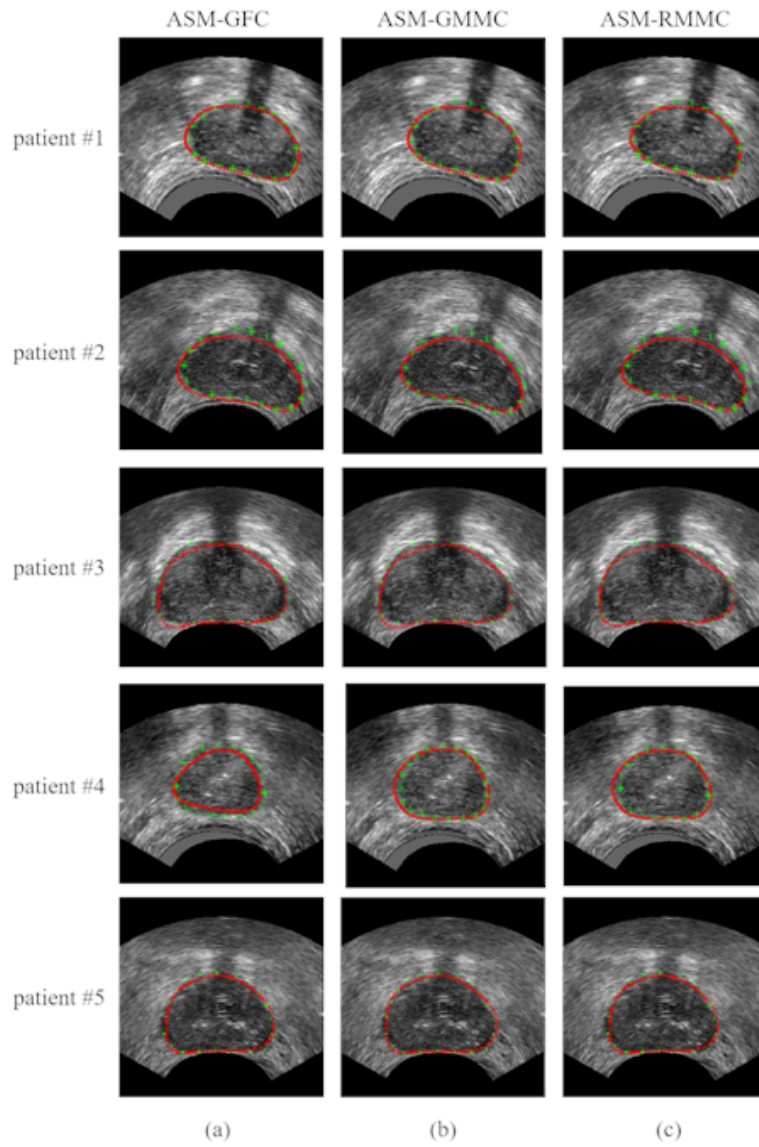 ASM-GFC ASM-GMMC ASM-RMMC
patient #1
patient #2
patient #3
patient #4
patient #5
(a) (b) (c)